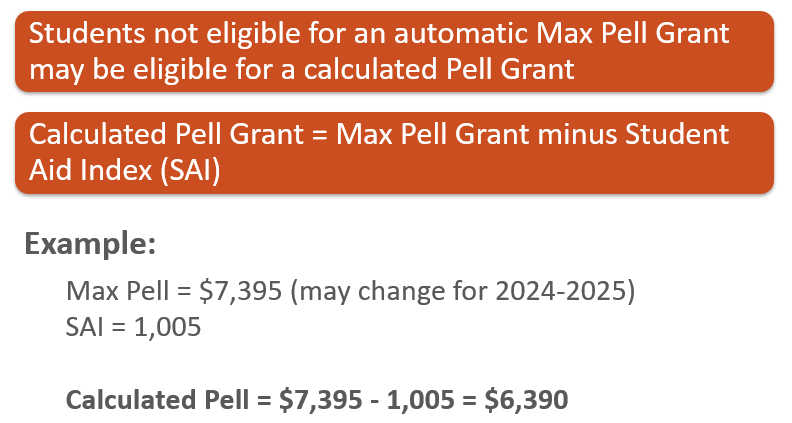 Students not eligible for an automatic Max Pell Grant
may be eligible for a calculated Pell Grant
Calculated Pell Grant = Max Pell Grant minus Student
Aid Index (SAI)
Example:
Max Pell = $7,395 (may change for 2024-2025)
SAI = 1,005
Calculated Pell = $7,395 - 1,005 = $6,390